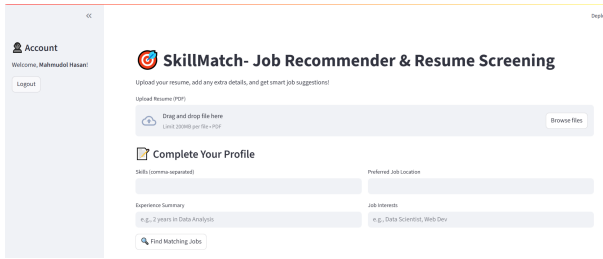 Account
Welcome, Mahmudol Hasan!
Logout
SkillMatch- Job Recommender & Resume Screening
Upload your resume, add any extra details, and get smart job suggestions!
Upload Resume (PDF)
Drag and drop file here
Limit 100MB per file • PDF
Browse files
Complete Your Profile
Skills (comma-separated)
Preferred Job Location
Experience Summary
Job Interests
e.g., 2 years in Data Analysis
e.g., Data Scientist, Web Dev
Find Matching Jobs